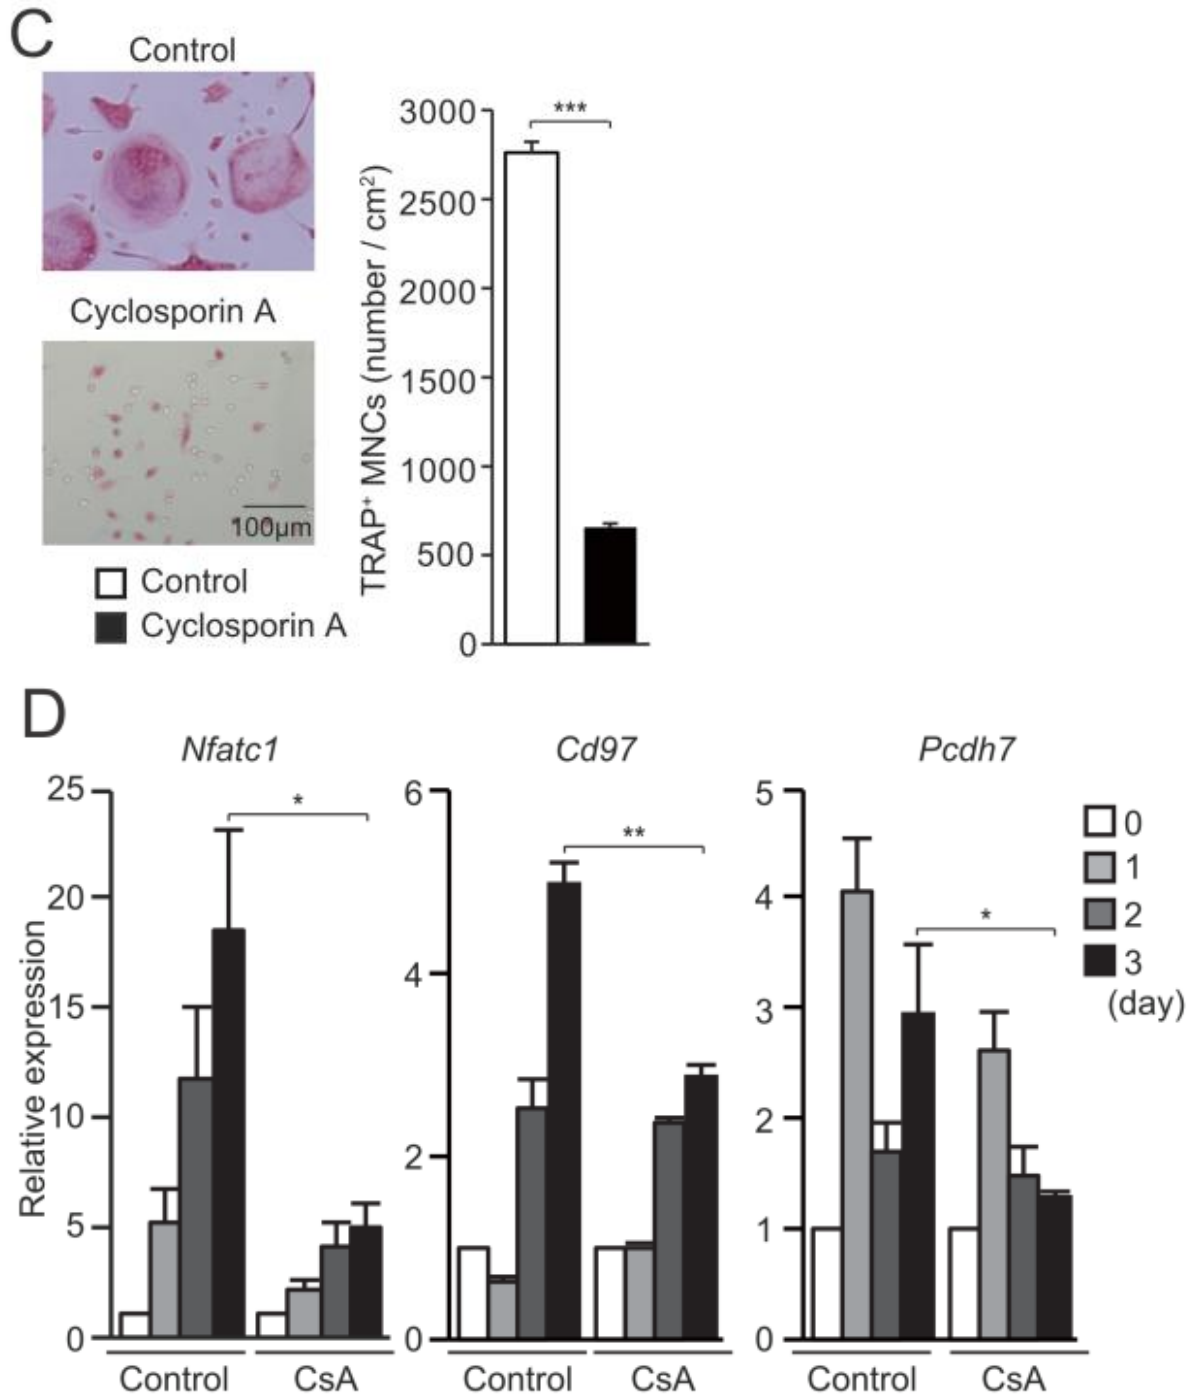 C
Control
Cyclosporin A
100μm
Control
Cyclosporin A
TRAP⁺ MNCs (number / cm²)
3000
2500
2000
1500
1000
500
0
***
D
Nfatc1
Cd97
Pcdh7
Relative expression
25
20
15
10
5
0
*
Control
CsA
6
4
2
0
**
Control
CsA
5
4
3
2
1
0
*
Control
CsA
0
1
2
3
(day)